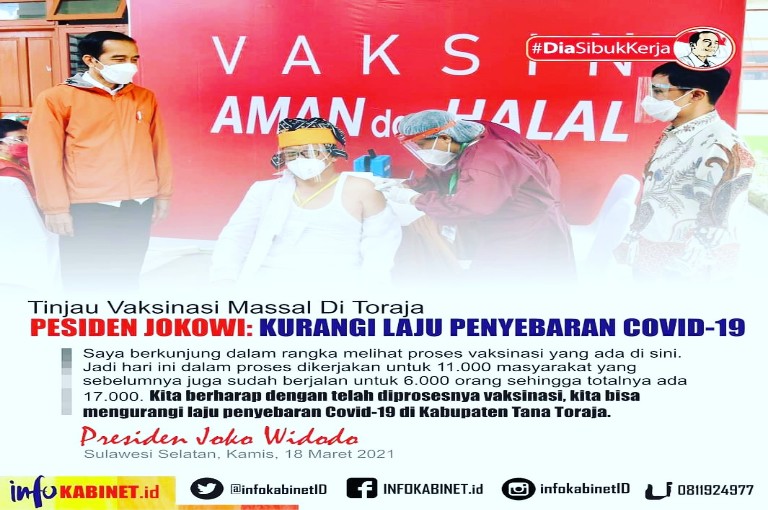 #DiaSibukKerja
VAKSIN
AMAN dan HALAL
Tinjau Vaksinasi Massal Di Toraja
PESIDEN JOKOWI: KURANGI LAJU PENYEBARAN COVID-19
Saya berkunjung dalam rangka melihat proses vaksinasi yang ada di sini.
Jadi hari ini dalam proses dikerjakan untuk 11.000 masyarakat yang
sebelumnya juga sudah berjalan untuk 6.000 orang sehingga totalnya ada
17.000. Kita berharap dengan telah diprosesnya vaksinasi, kita bisa
mengurangi laju penyebaran Covid-19 di Kabupaten Tana Toraja.
Presiden Joko Widodo
Sulawesi Selatan, Kamis, 18 Maret 2021
info KABINET.id @infokabinetID INFOKABINET.id infokabinetID 0811924977